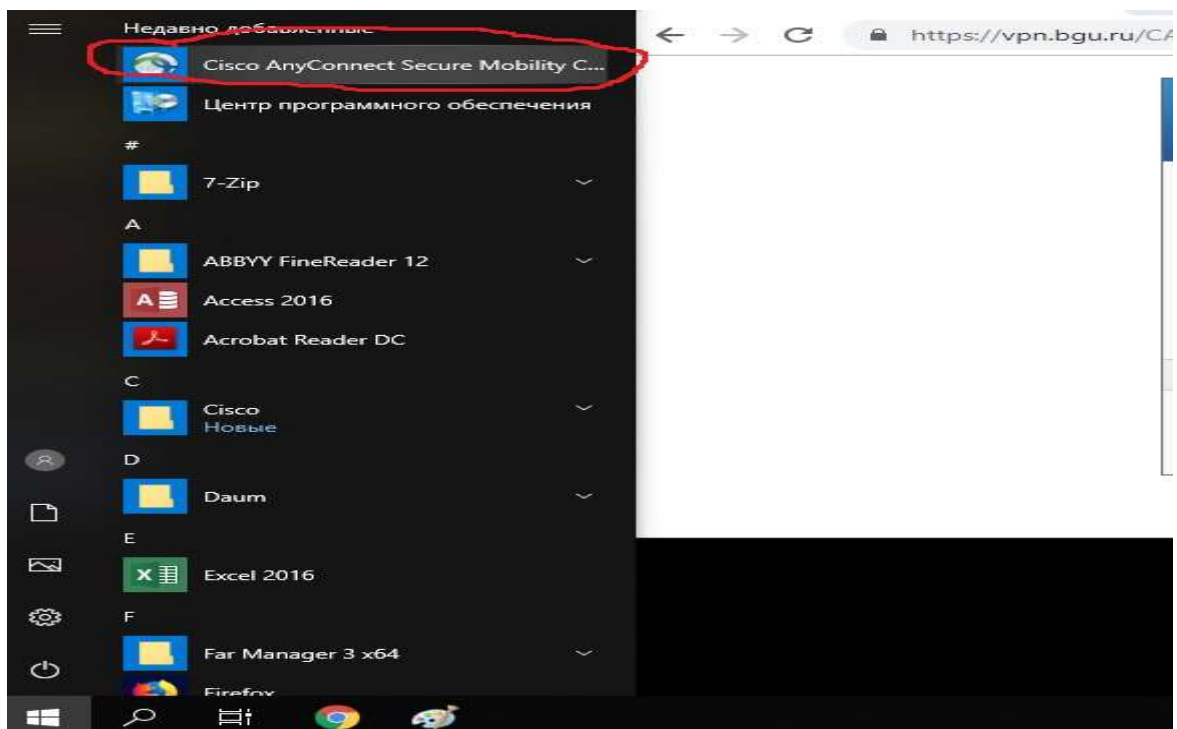 Недавно добавленные
https://vpn.bgu.ru/CA
Cisco AnyConnect Secure Mobility C...
Центр программного обеспечения
#
7-Zip
A
ABBYY FineReader 12
Access 2016
Acrobat Reader DC
C
Cisco
Новые
D
Daum
E
Excel 2016
F
Far Manager 3 x64
Firefox